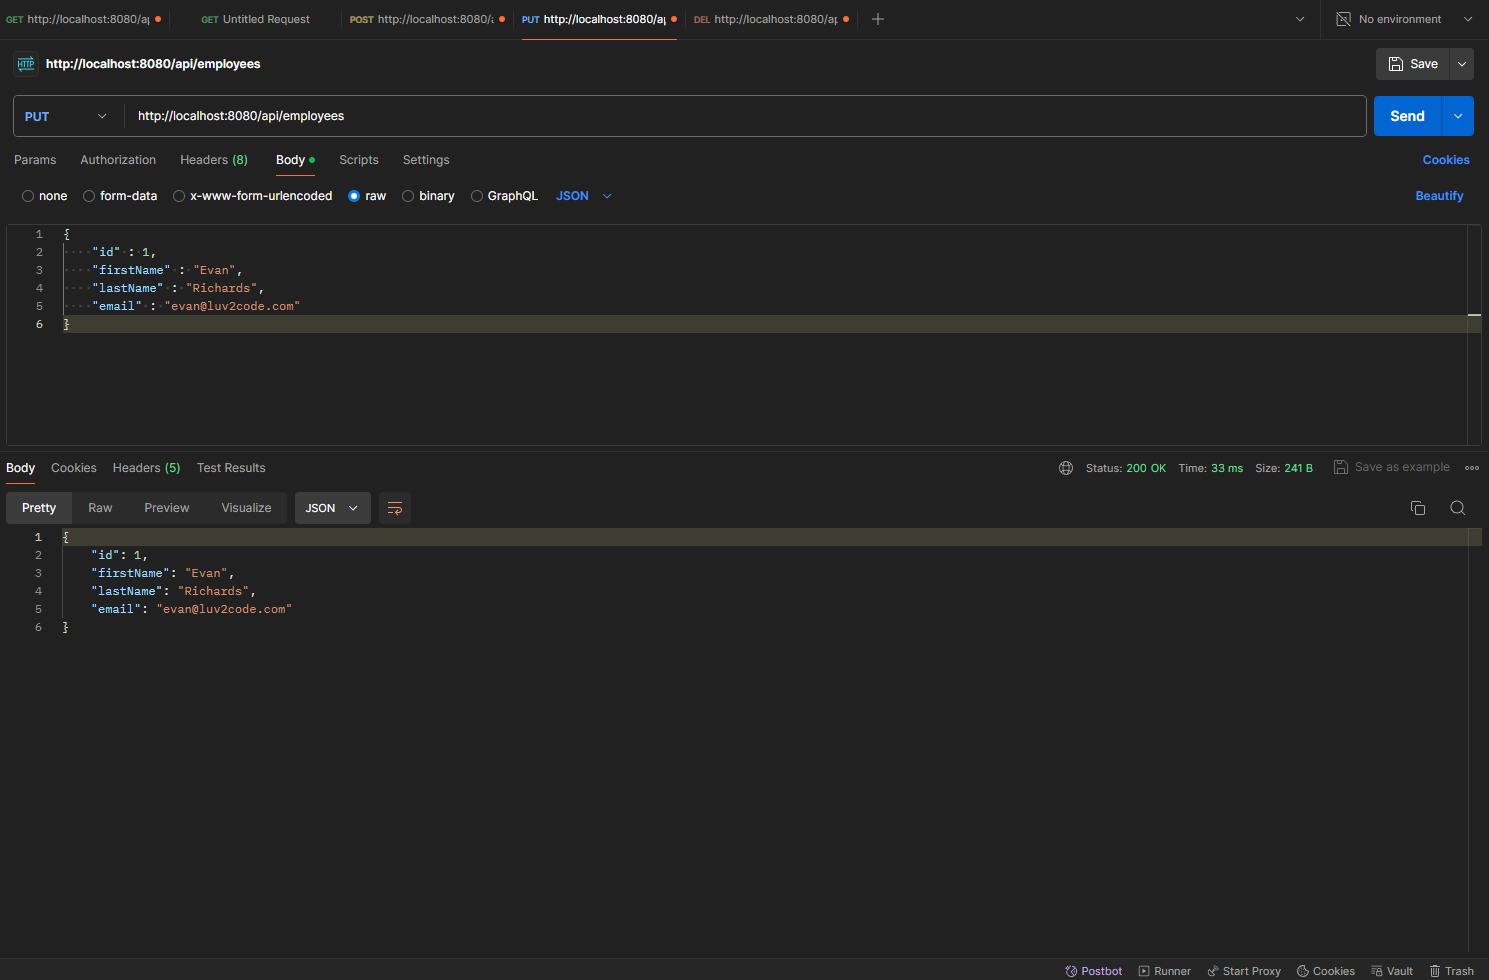 GET http://localhost:8080/ap GET Untitled Request POST http://localhost:8080/a PUT http://localhost:8080/ap DEL http://localhost:8080/ap No environment
HTTP http://localhost:8080/api/employees Save
PUT http://localhost:8080/api/employees Send
Params Authorization Headers (8) Body Scripts Settings Cookies
none form-data x-www-form-urlencoded raw binary GraphQL JSON Beautify
1 {
2 "id" : 1,
3 "firstName" : "Evan",
4 "lastName" : "Richards",
5 "email" : "evan@luv2code.com"
6 }
Body Cookies Headers (5) Test Results Status: 200 OK Time: 33 ms Size: 241 B Save as example
Pretty Raw Preview Visualize JSON
1 {
2 "id": 1,
3 "firstName": "Evan",
4 "lastName": "Richards",
5 "email": "evan@luv2code.com"
6 }
Postbot Runner Start Proxy Cookies Vault Trash